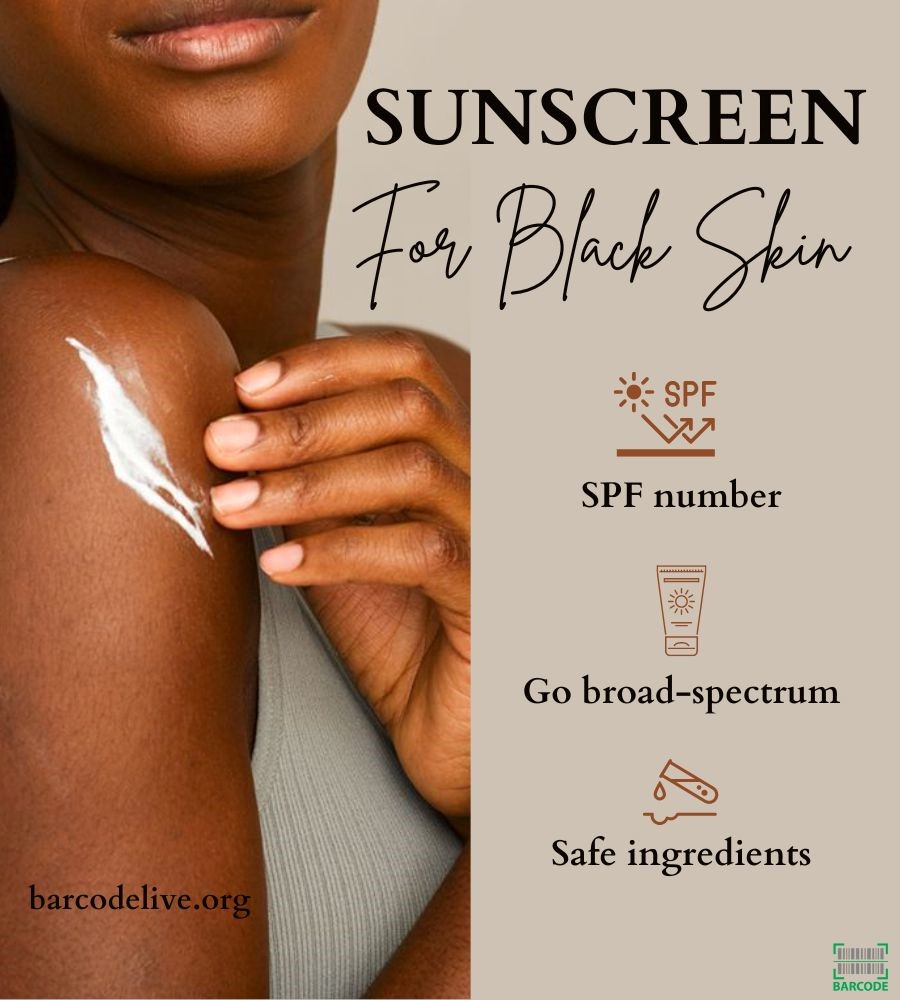 SUNSCREEN
For Black Skin
SPF
SPF number
Go broad-spectrum
Safe ingredients
barcodelive.org
BARCODE